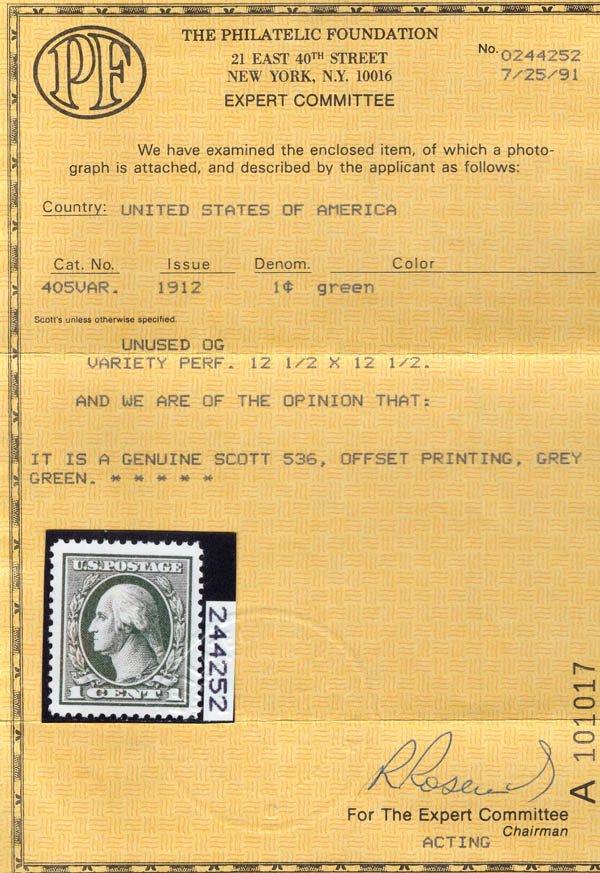 PF
THE PHILATELIC FOUNDATION
21 EAST 40TH STREET
NEW YORK, N.Y. 10016
EXPERT COMMITTEE
No. 0244252
7/25/91
We have examined the enclosed item, of which a photo-
graph is attached, and described by the applicant as follows:
Country: UNITED STATES OF AMERICA
Cat. No. Issue Denom. Color
405VAR. 1912 1¢ green
Scott's unless otherwise specified.
UNUSED OG
VARIETY PERF. 12 1/2 X 12 1/2.
AND WE ARE OF THE OPINION THAT:
IT IS A GENUINE SCOTT 536, OFFSET PRINTING, GREY
GREEN. * * * * *
U.S.POSTAGE
1 CENT 1
244252
A 101017
For The Expert Committee
Chairman
ACTING